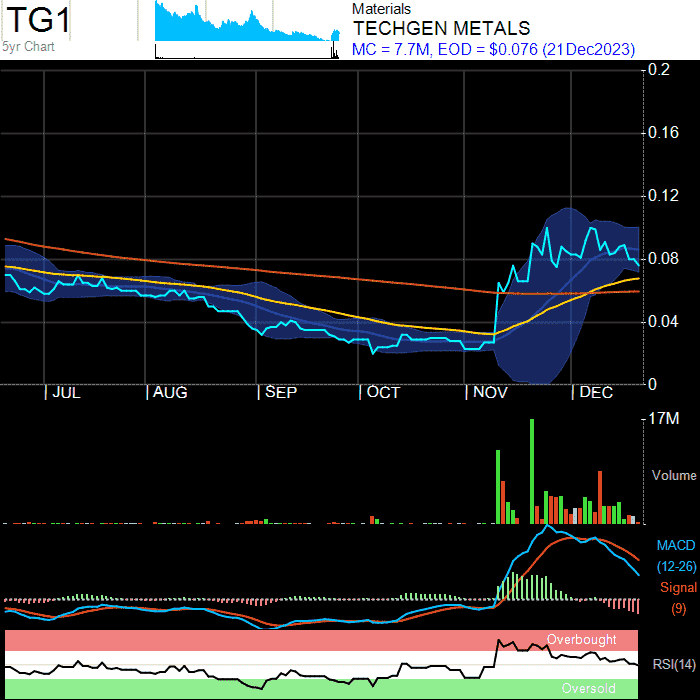 TG1
5yr Chart
Materials
TECHGEN METALS
MC = 7.7M, EOD = $0.076 (21Dec2023)
0.2
0.16
0.12
0.08
0.04
0
JUL AUG SEP OCT NOV DEC
17M
Volume
MACD
(12-26)
Signal
(9)
Overbought
RSI(14)
Oversold